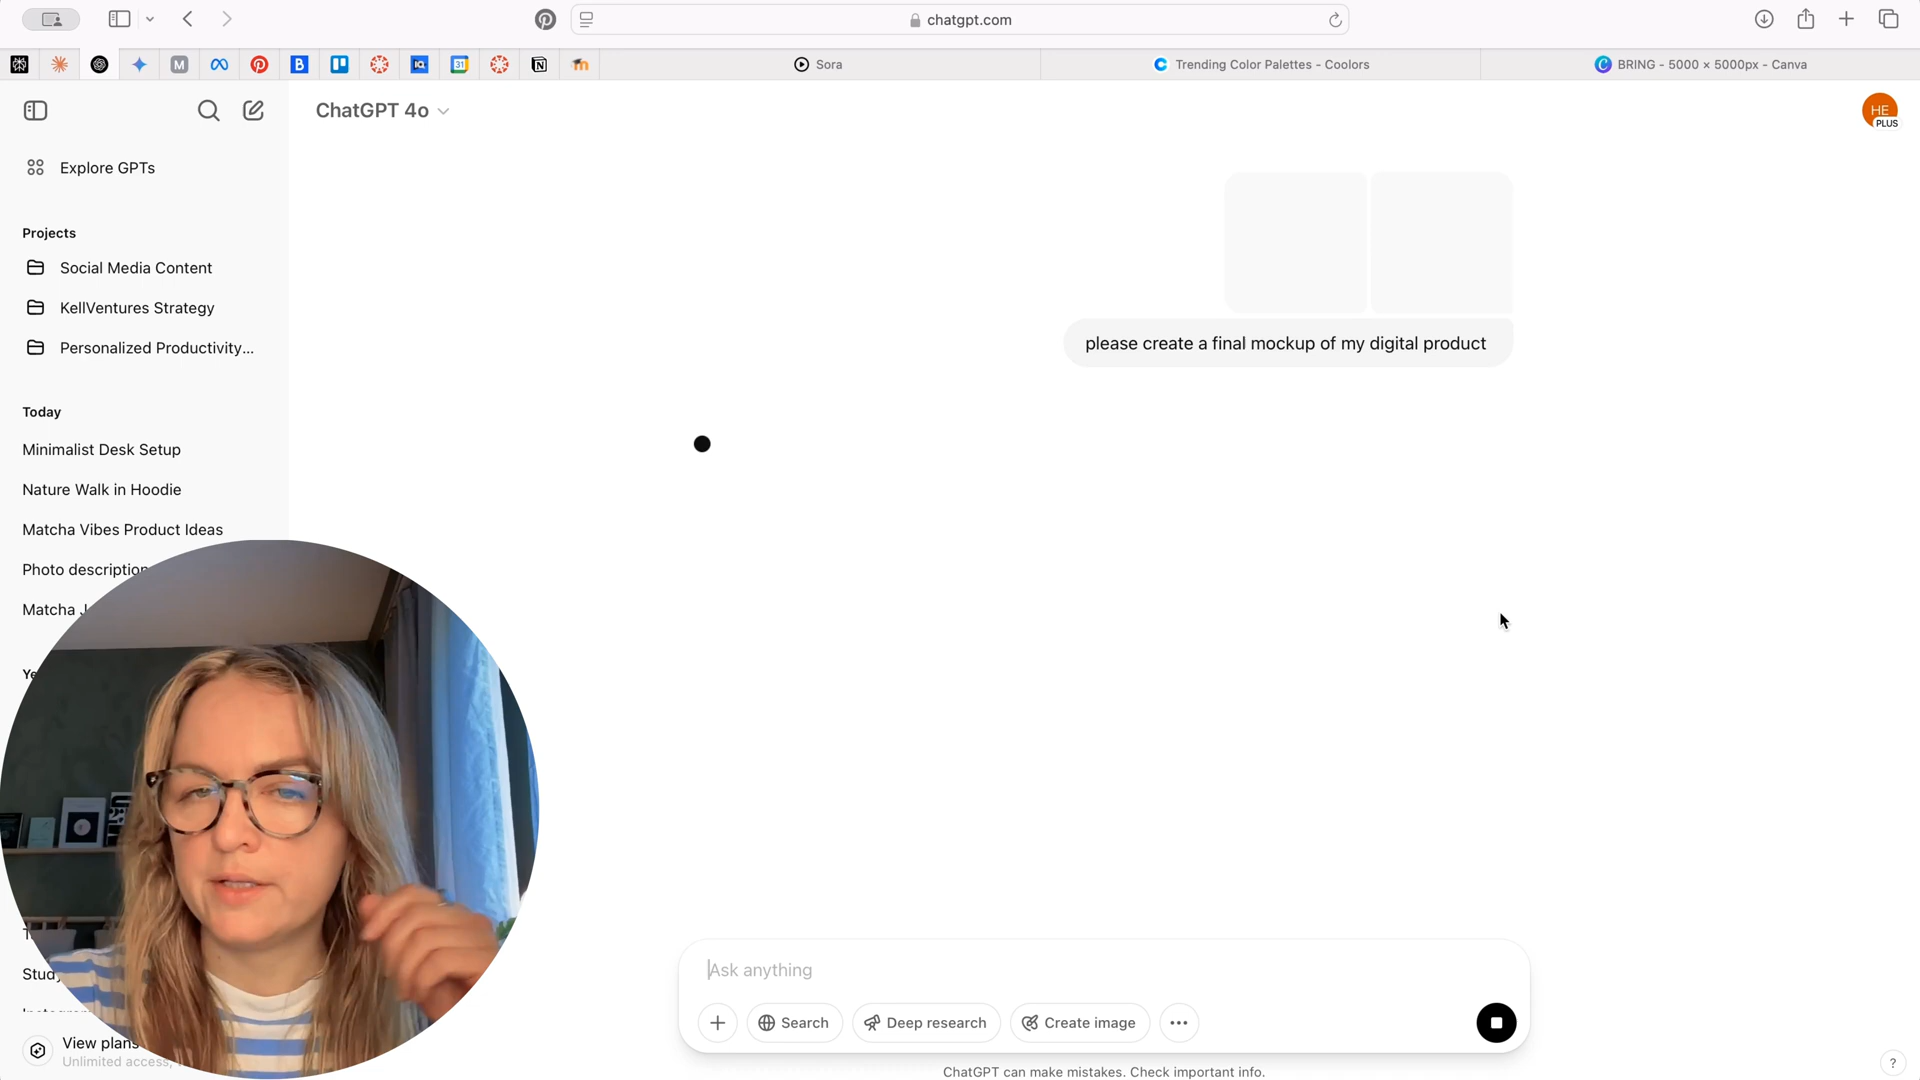 chatgpt.com
Sora
Trending Color Palettes - Coolors
BRING - 5000 × 5000px - Canva
ChatGPT 4o
HE
PLUS
Explore GPTs
Projects
Social Media Content
KellVentures Strategy
Personalized Productivity...
Today
Minimalist Desk Setup
Nature Walk in Hoodie
Matcha Vibes Product Ideas
Photo description
Matcha
please create a final mockup of my digital product
View plans
Unlimited access,
Ask anything
Search
Deep research
Create image
ChatGPT can make mistakes. Check important info.
?